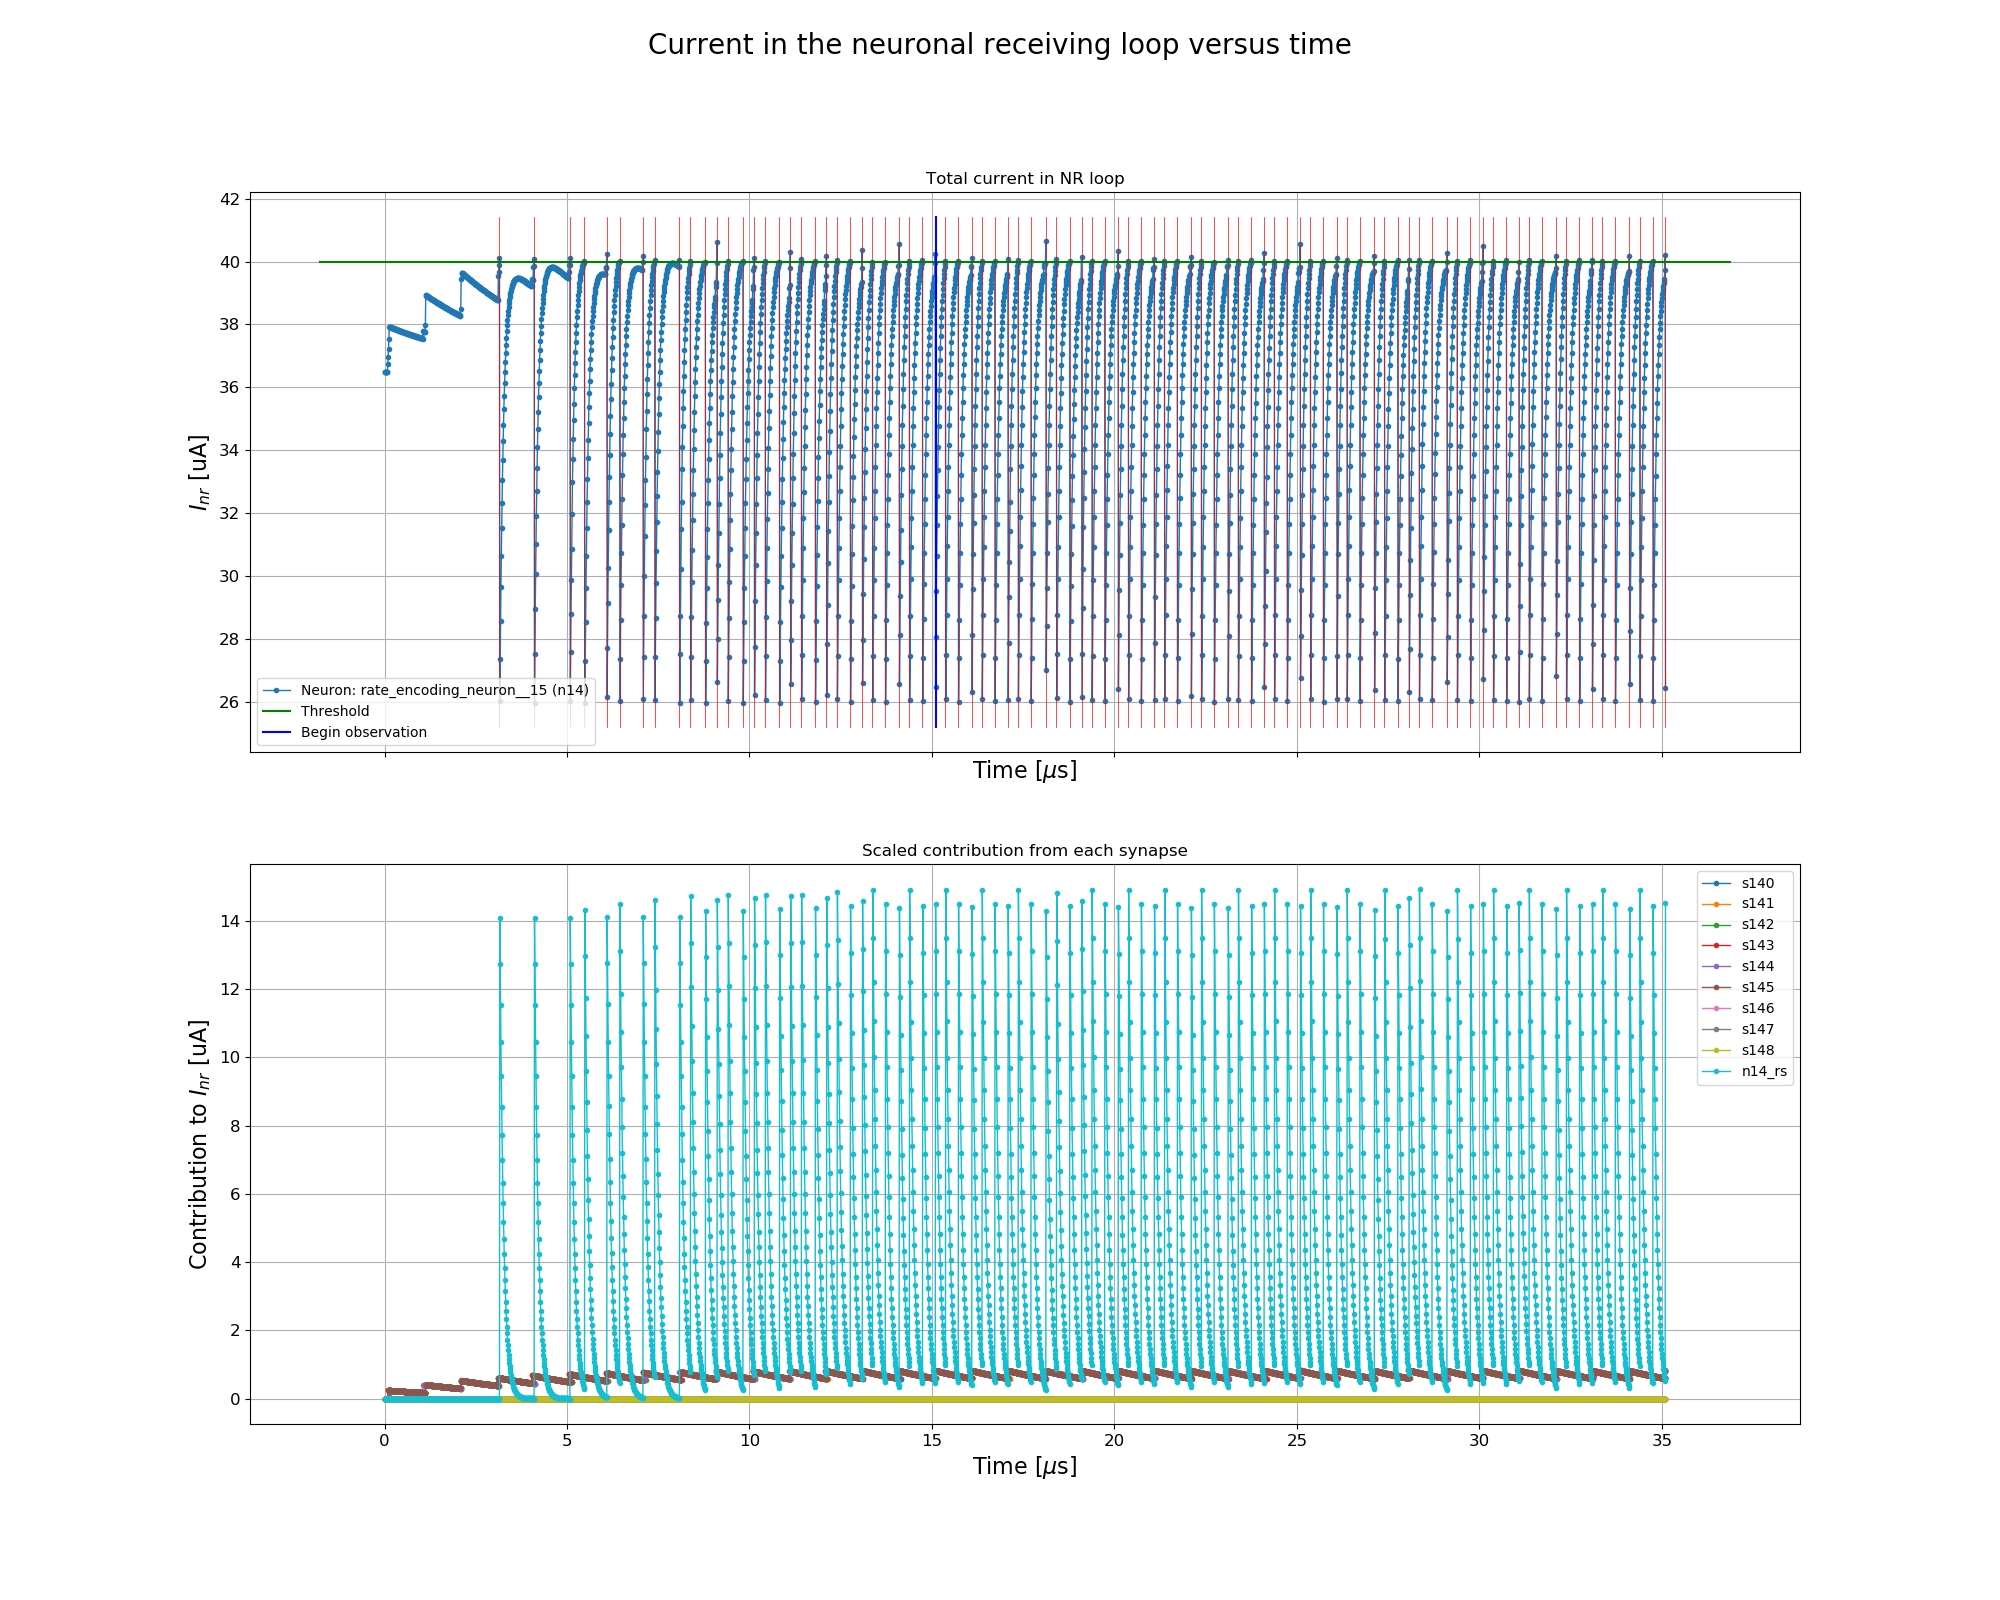 Current in the neuronal receiving loop versus time
Total current in NR loop
42
40
38
36
34
32
30
28
26
I_nr [uA]
Neuron: rate_encoding_neuron__15 (n14)
Threshold
Begin observation
Time [μs]
Scaled contribution from each synapse
14
12
10
8
6
4
2
0
Contribution to I_nr [uA]
s140
s141
s142
s143
s144
s145
s146
s147
s148
n14_rs
0 5 10 15 20 25 30 35
Time [μs]